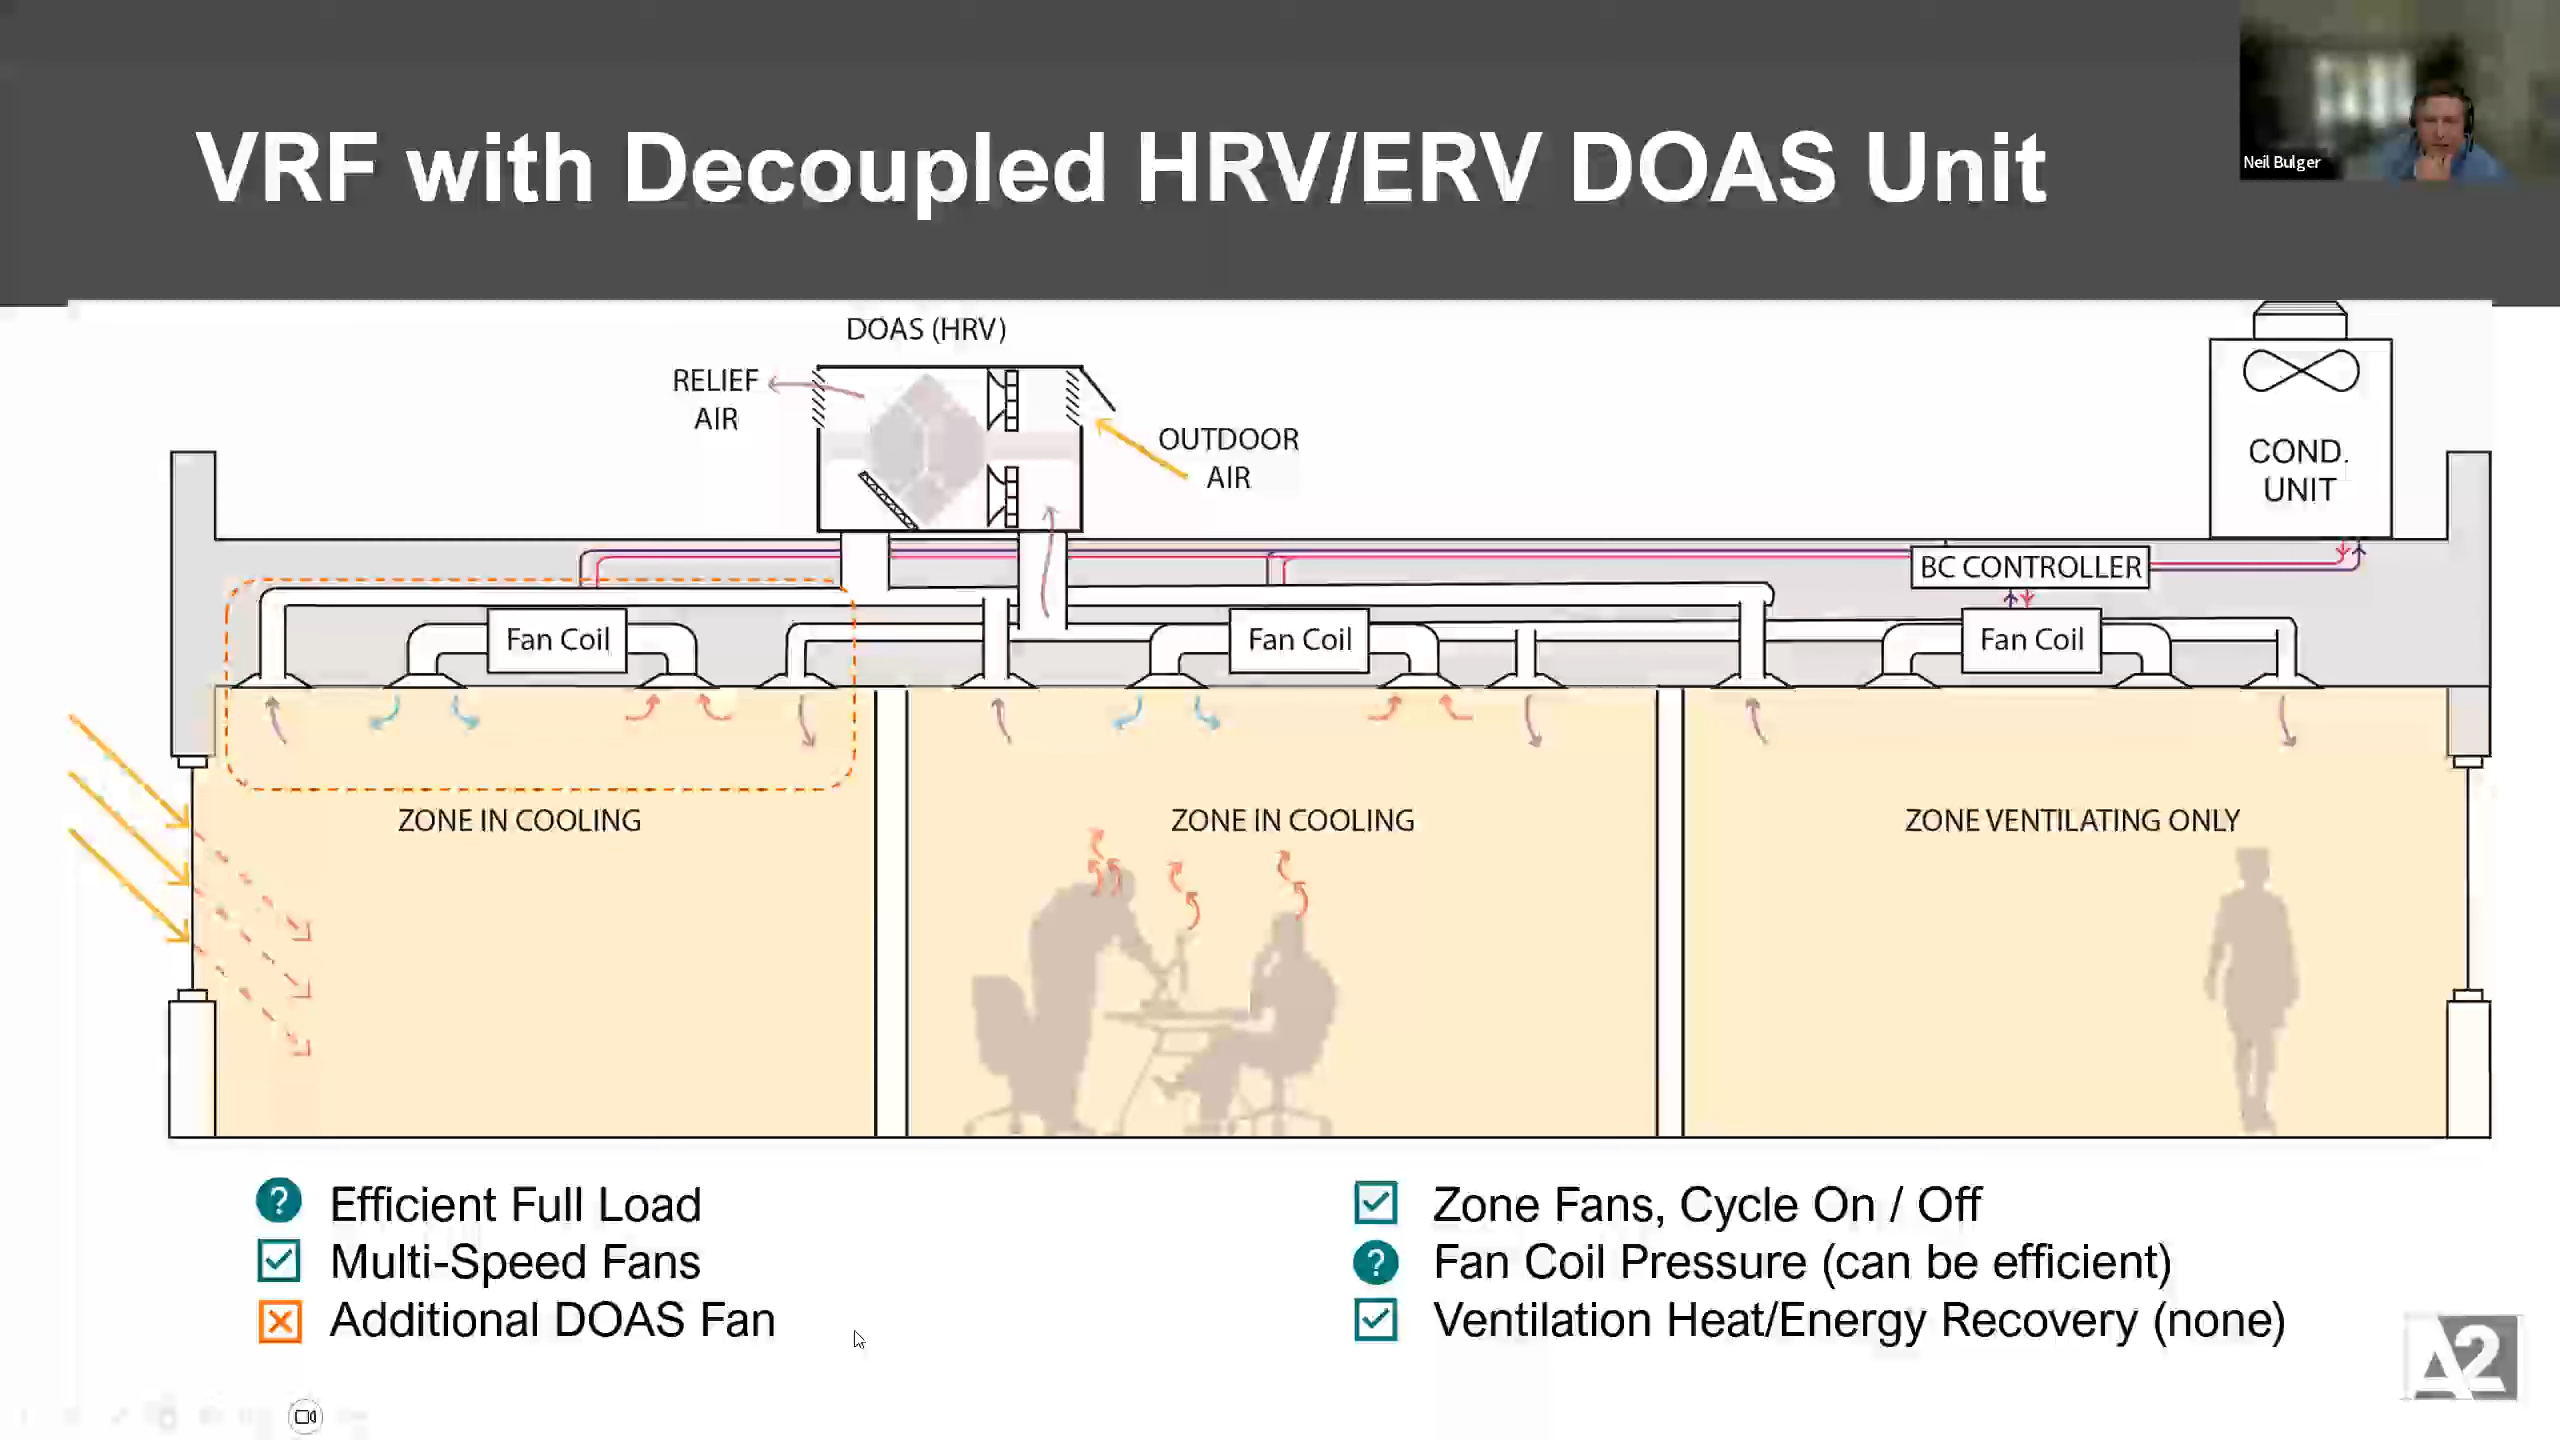 VRF with Decoupled HRV/ERV DOAS Unit
Neil Bulger
DOAS (HRV)
RELIEF
AIR
OUTDOOR
AIR
COND.
UNIT
BC CONTROLLER
Fan Coil
Fan Coil
Fan Coil
ZONE IN COOLING
ZONE IN COOLING
ZONE VENTILATING ONLY
? Efficient Full Load
Multi-Speed Fans
Additional DOAS Fan
Zone Fans, Cycle On / Off
? Fan Coil Pressure (can be efficient)
Ventilation Heat/Energy Recovery (none)
A2